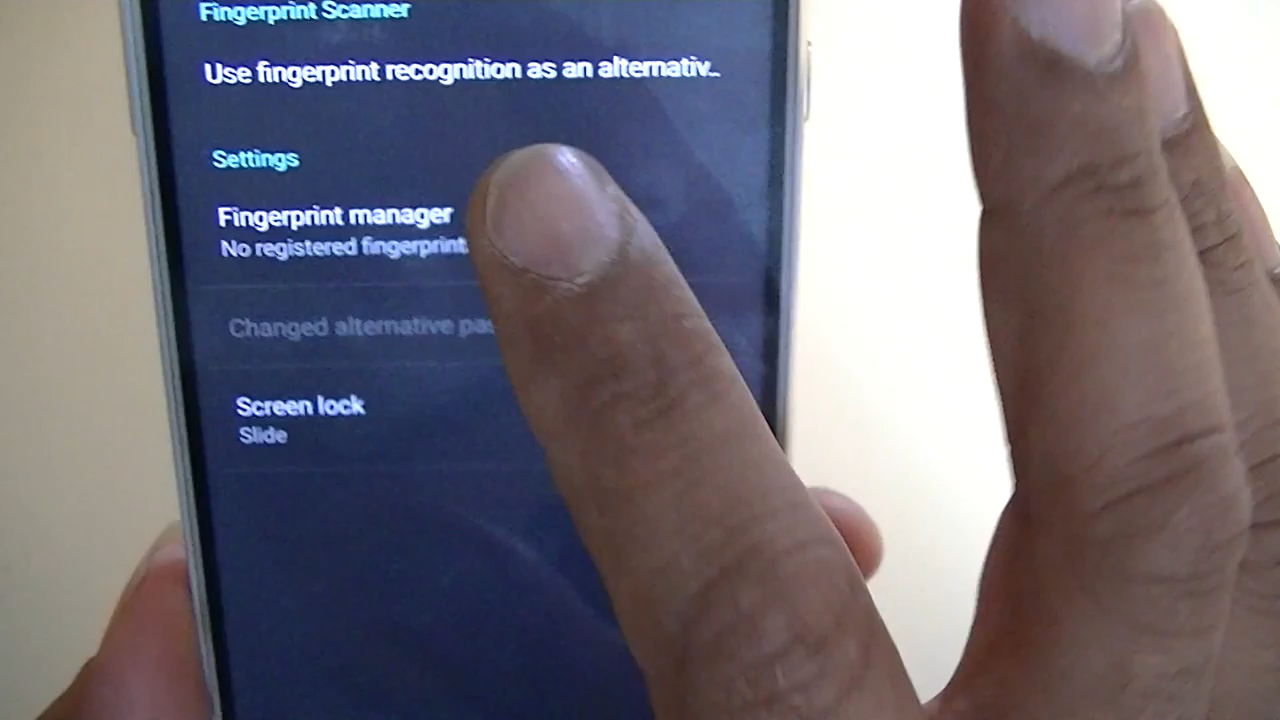 Fingerprint Scanner
Use fingerprint recognition as an alternativ..
Settings
Fingerprint manager
No registered fingerprint
Changed alternative pas
Screen lock
Slide